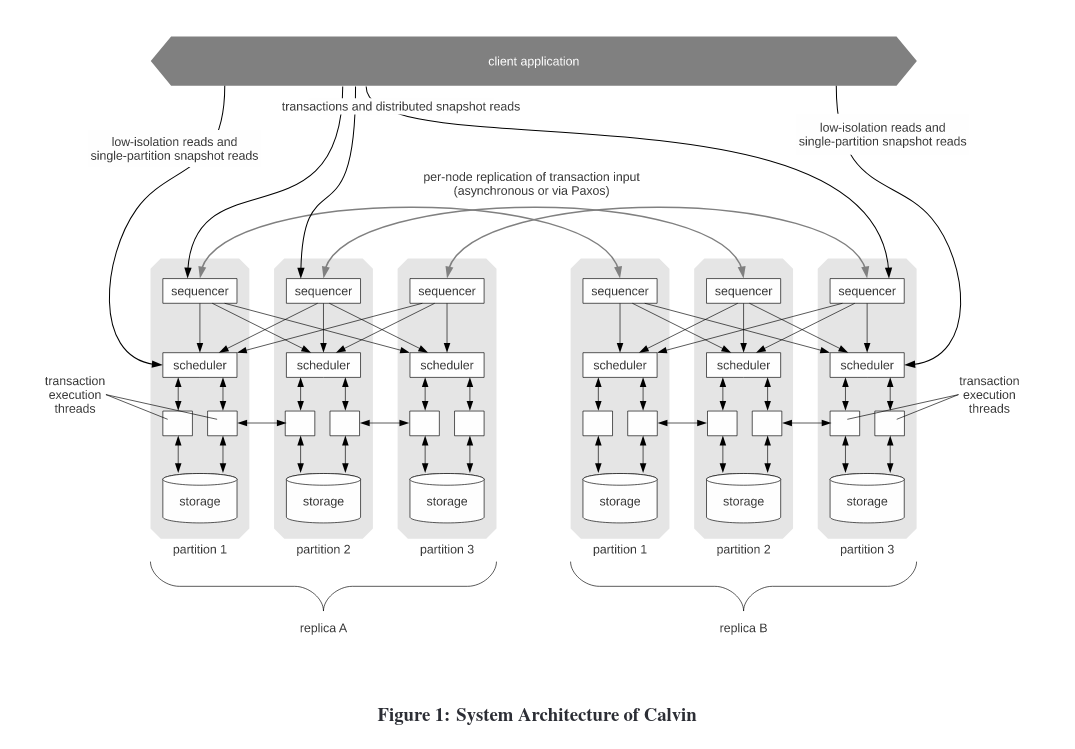 client application
transactions and distributed snapshot reads
low-isolation reads and
single-partition snapshot reads
low-isolation reads and
single-partition snapshot reads
per-node replication of transaction input
(asynchronous or via Paxos)
sequencer
sequencer
sequencer
sequencer
sequencer
sequencer
scheduler
scheduler
scheduler
scheduler
scheduler
scheduler
transaction
execution
threads
transaction
execution
threads
storage
storage
storage
storage
storage
storage
partition 1
partition 2
partition 3
partition 1
partition 2
partition 3
replica A
replica B
Figure 1: System Architecture of Calvin